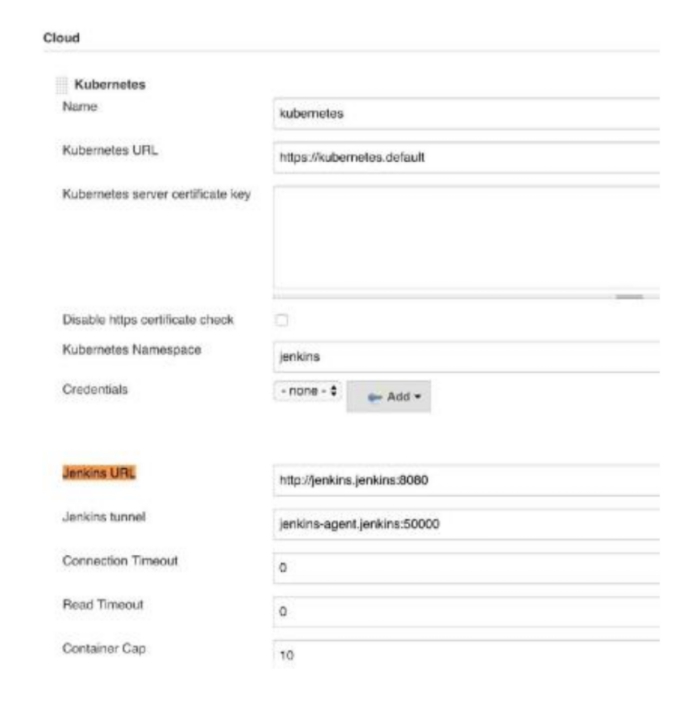 Cloud
Kubernetes
Name
kubernetes
Kubernetes URL
https://kubernetes.default
Kubernetes server certificate key
Disable https certificate check
Kubernetes Namespace
jenkins
Credentials
- none -
Add
Jenkins URL
http://jenkins.jenkins:8080
Jenkins tunnel
jenkins-agent.jenkins:50000
Connection Timeout
0
Read Timeout
0
Container Cap
10